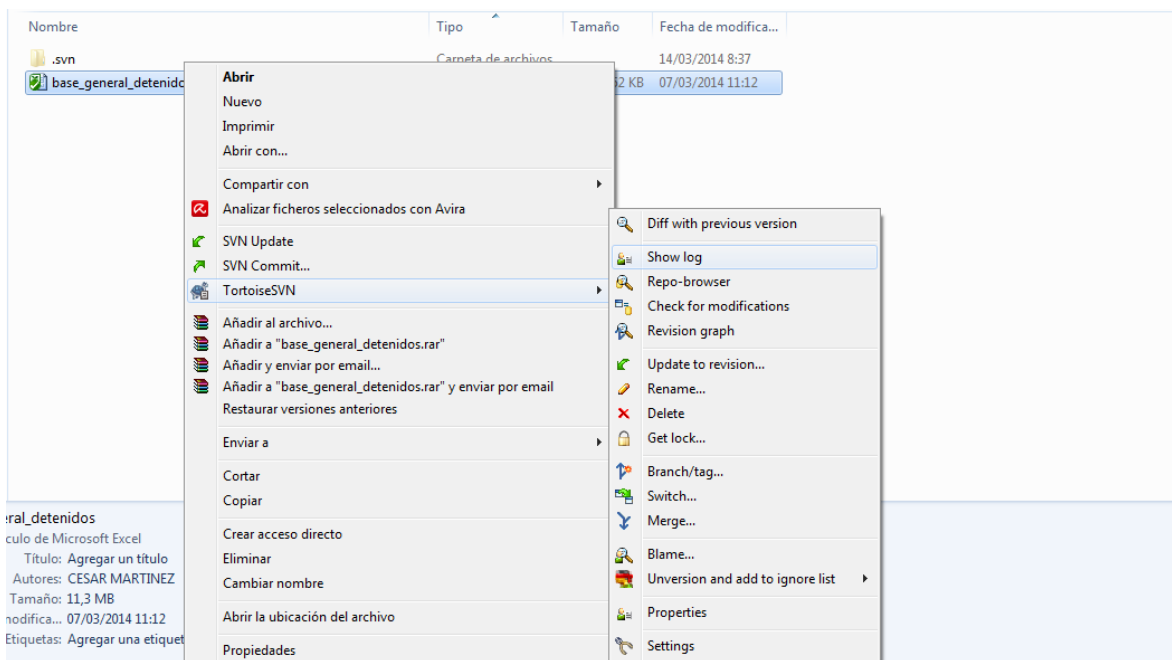 Nombre Tipo Tamaño Fecha de modifica...
.svn Carpeta de archivos 14/03/2014 8:37
base_general_detenido 52 KB 07/03/2014 11:12
Abrir
Nuevo
Imprimir
Abrir con...
Compartir con
Analizar ficheros seleccionados con Avira
SVN Update
SVN Commit...
TortoiseSVN
Añadir al archivo...
Añadir a "base_general_detenidos.rar"
Añadir y enviar por email...
Añadir a "base_general_detenidos.rar" y enviar por email
Restaurar versiones anteriores
Enviar a
Cortar
Copiar
Crear acceso directo
Eliminar
Cambiar nombre
Abrir la ubicación del archivo
Propiedades
Diff with previous version
Show log
Repo-browser
Check for modifications
Revision graph
Update to revision...
Rename...
Delete
Get lock...
Branch/tag...
Switch...
Merge...
Blame...
Unversion and add to ignore list
Properties
Settings
eral_detenidos
culo de Microsoft Excel
Título: Agregar un título
Autores: CESAR MARTINEZ
Tamaño: 11,3 MB
modifica... 07/03/2014 11:12
Etiquetas: Agregar una etiquet